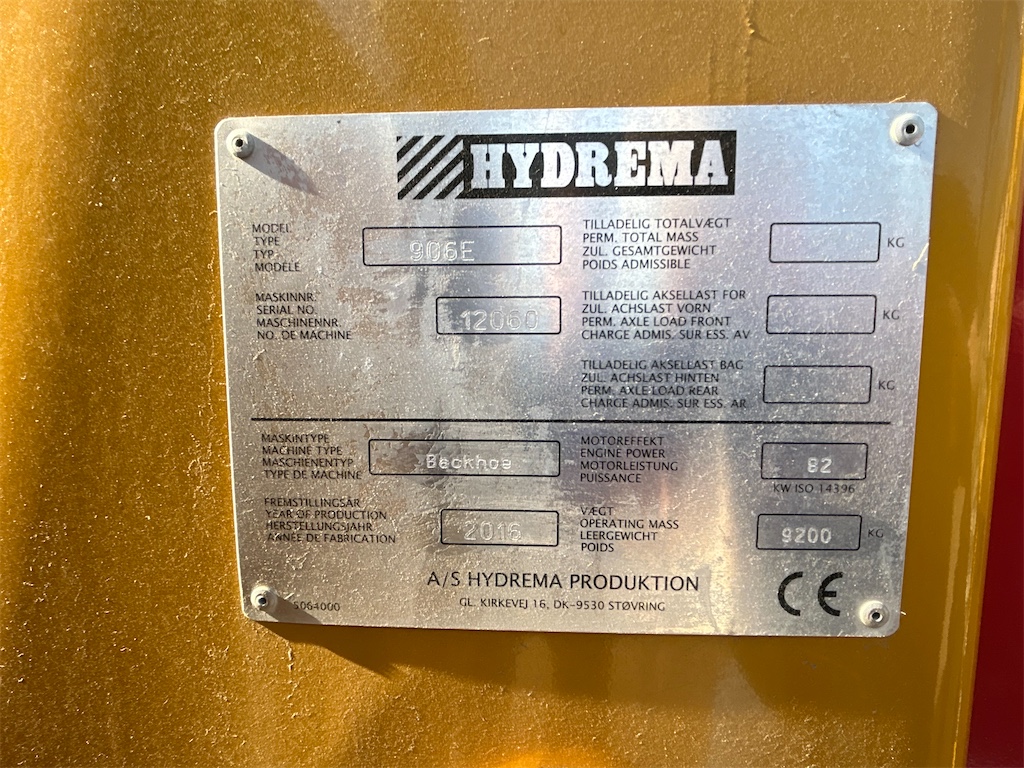 HYDREMA
MODEL
TYPE
TYP
MODELE
906E
MASKINNR.
SERIAL NO.
MASCHINENNR.
NO. DE MACHINE
12060
TILLADELIG TOTALVÆGT
PERM. TOTAL MASS
ZUL. GESAMTGEWICHT
POIDS ADMISSIBLE
KG
TILLADELIG AKSELLAST FOR
ZUL. ACHSLAST VORN
PERM. AXLE LOAD FRONT
CHARGE ADMIS. SUR ESS. AV
KG
TILLADELIG AKSELLAST BAG
ZUL. ACHSLAST HINTEN
PERM. AXLE LOAD REAR
CHARGE ADMIS. SUR ESS. AR
KG
MASKINTYPE
MACHINE TYPE
MASCHIENENTYP
TYPE DE MACHINE
Backhoe
FREMSTILLINGSÅR
YEAR OF PRODUCTION
HERSTELLUNGSJAHR
ANNÉE DE FABRICATION
2016
MOTOREFFEKT
ENGINE POWER
MOTORLEISTUNG
PUISSANCE
82
KW ISO 14396
VÆGT
OPERATING MASS
LEERGEWICHT
POIDS
9200
KG
A/S HYDREMA PRODUKTION
GL. KIRKEVEJ 16, DK-9530 STØVRING
5064000
CE